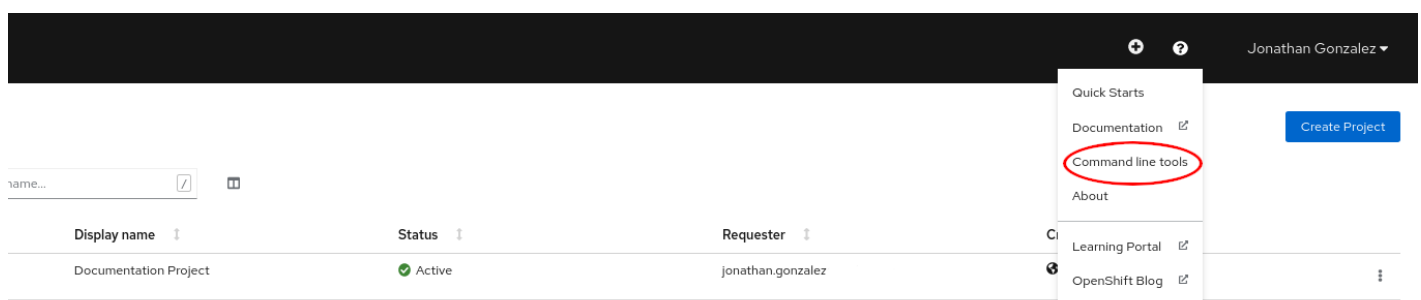 Jonathan Gonzalez
Quick Starts
Documentation
Create Project
Command line tools
name...
/
About
Display name
Status
Requester
Learning Portal
Documentation Project
Active
jonathan.gonzalez
OpenShift Blog